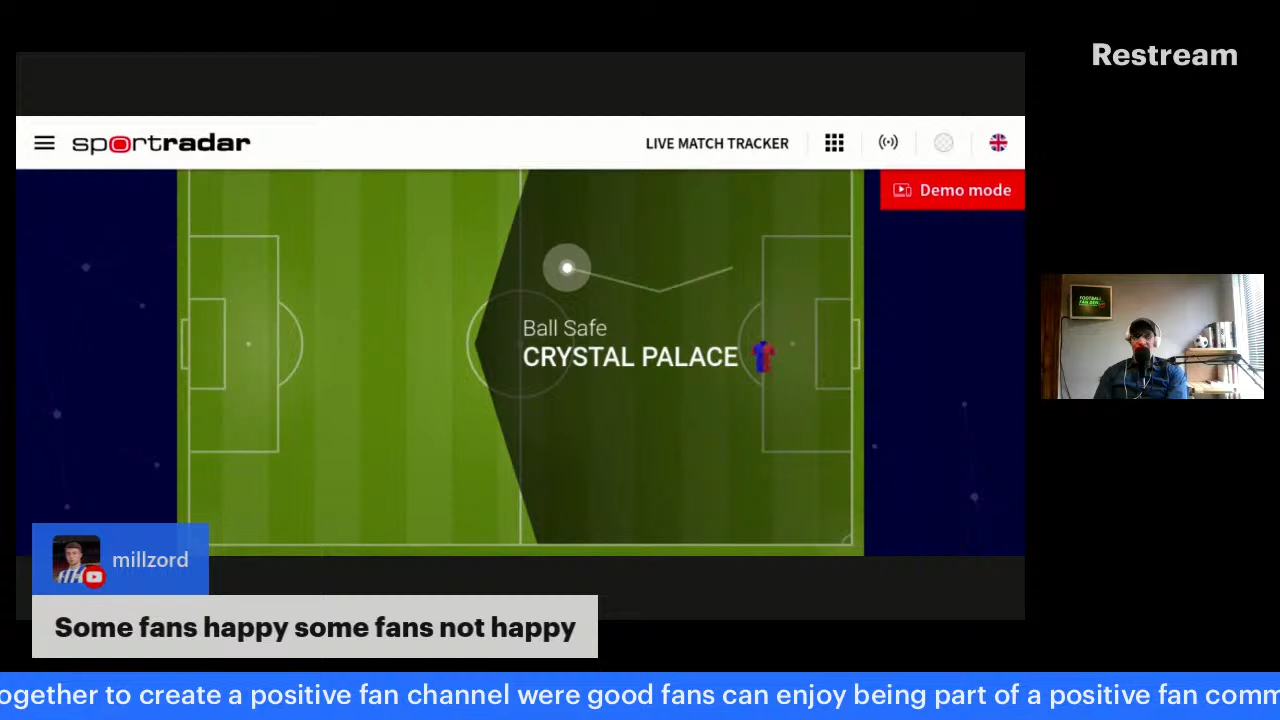 Restream
sportradar
LIVE MATCH TRACKER
Demo mode
Ball Safe
CRYSTAL PALACE
FOOTBALL
millzord
Some fans happy some fans not happy
ogether to create a positive fan channel were good fans can enjoy being part of a positive fan comm